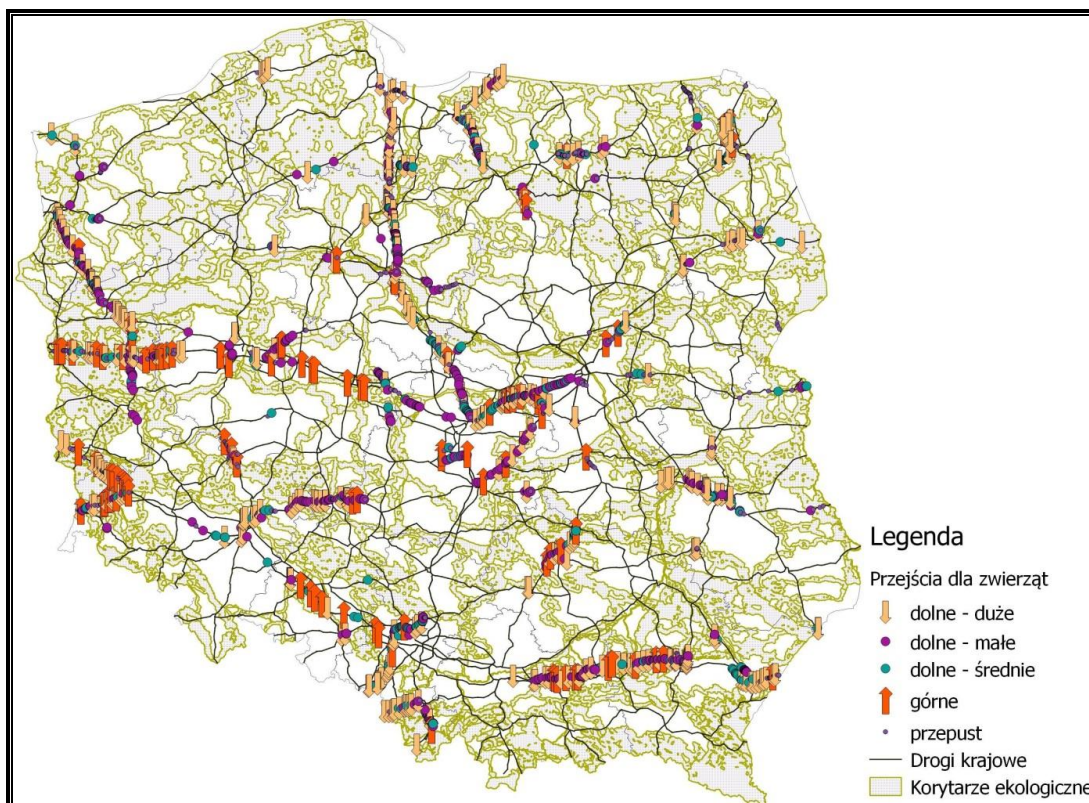 Legenda
Przejścia dla zwierząt
dolne - duże
dolne - małe
dolne - średnie
górne
przepust
Drogi krajowe
Korytarze ekologiczne